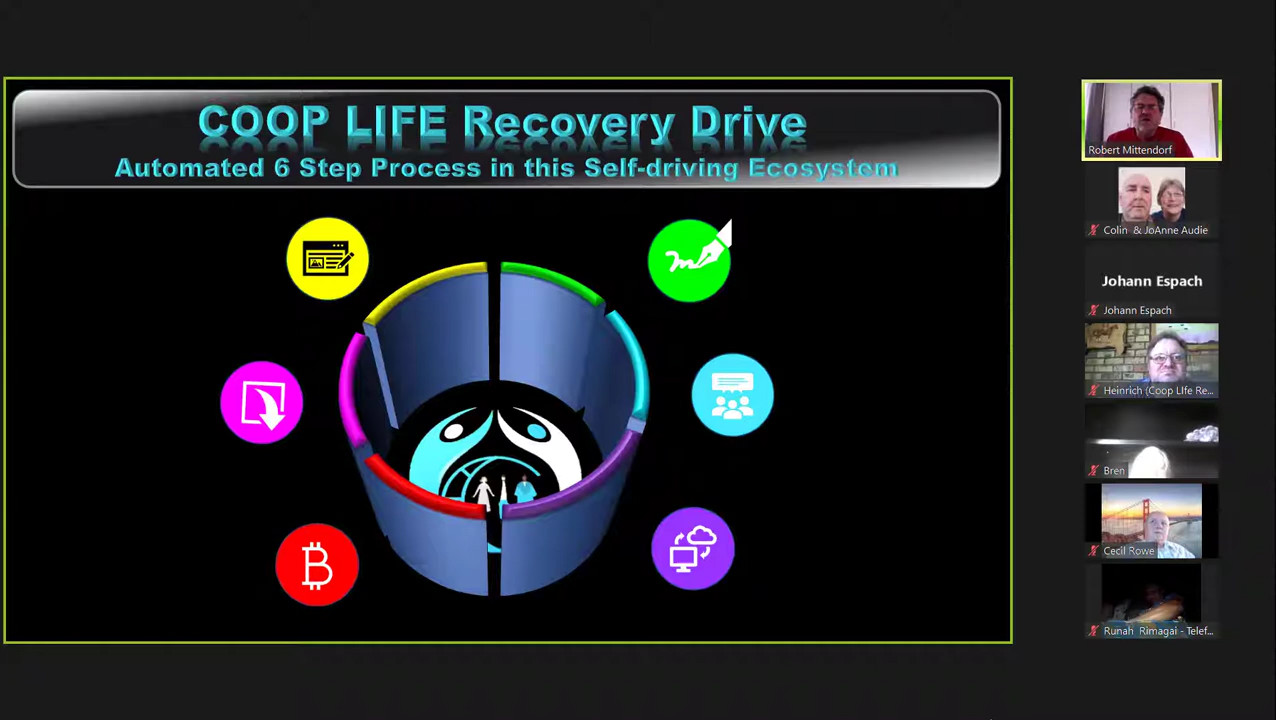 COOP LIFE Recovery Drive
Automated 6 Step Process in this Self-driving Ecosystem
Robert Mittendorf
Colin & JoAnne Audie
Johann Espach
Johann Espach
Heinrich (Coop LIfe Re...
Bren
Cecil Rowe
Runah Rimagai - Telef...